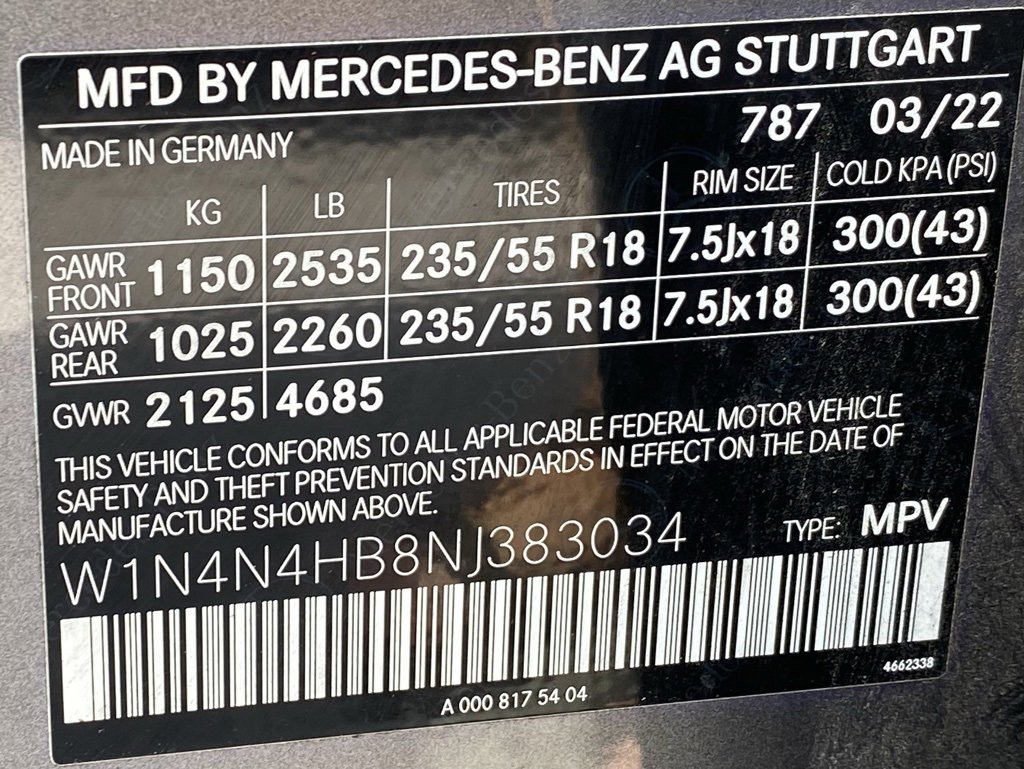 MFD BY MERCEDES-BENZ AG STUTTGART
787 03/22
MADE IN GERMANY
KG LB TIRES RIM SIZE COLD KPA (PSI)
GAWR FRONT 1150 2535 235/55 R18 7.5Jx18 300(43)
GAWR REAR 1025 2260 235/55 R18 7.5Jx18 300(43)
GVWR 2125 4685
THIS VEHICLE CONFORMS TO ALL APPLICABLE FEDERAL MOTOR VEHICLE
SAFETY AND THEFT PREVENTION STANDARDS IN EFFECT ON THE DATE OF
MANUFACTURE SHOWN ABOVE.
W1N4N4HB8NJ383034 TYPE: MPV
4662338
A 000 817 54 04